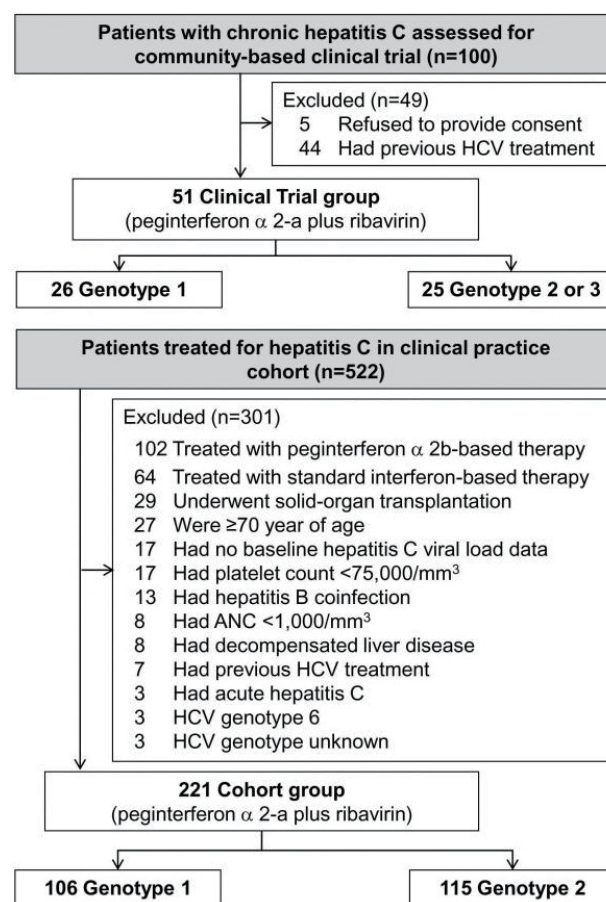 Patients with chronic hepatitis C assessed for
community-based clinical trial (n=100)
Excluded (n=49)
5 Refused to provide consent
44 Had previous HCV treatment
51 Clinical Trial group
(peginterferon α 2-a plus ribavirin)
26 Genotype 1
25 Genotype 2 or 3
Patients treated for hepatitis C in clinical practice
cohort (n=522)
Excluded (n=301)
102 Treated with peginterferon α 2b-based therapy
64 Treated with standard interferon-based therapy
29 Underwent solid-organ transplantation
27 Were ≥70 year of age
17 Had no baseline hepatitis C viral load data
17 Had platelet count <75,000/mm³
13 Had hepatitis B coinfection
8 Had ANC <1,000/mm³
8 Had decompensated liver disease
7 Had previous HCV treatment
3 Had acute hepatitis C
3 HCV genotype 6
3 HCV genotype unknown
221 Cohort group
(peginterferon α 2-a plus ribavirin)
106 Genotype 1
115 Genotype 2